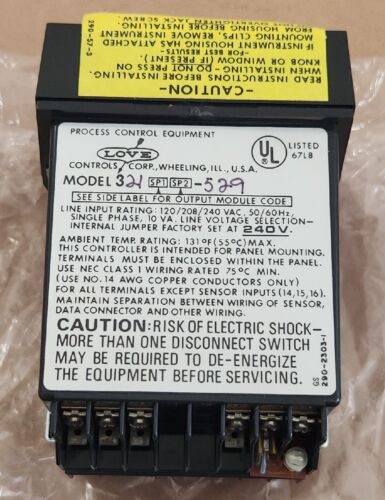 -CAUTION-
READ INSTRUCTIONS BEFORE INSTALLING.
WHEN INSTALLING - DO NOT PRESS ON
KNOB OR WINDOW (IF PRESENT).
-FOR BEST RESULTS-
IF INSTRUMENT HAS ATTACHED
MOUNTING CLIPS, REMOVE INSTRUMENT
FROM HOUSING BEFORE INSTALLING.
JACK SCREW.
290-57-3
PROCESS CONTROL EQUIPMENT
LOVE
CONTROLS CORP., WHEELING, ILL., U.S.A.
UL
LISTED
67L8
MODEL 321 SP1 SP2 -529
SEE SIDE LABEL FOR OUTPUT MODULE CODE
LINE INPUT RATING: 120/208/240 VAC, 50/60Hz,
SINGLE PHASE, 10 VA. LINE VOLTAGE SELECTION-
INTERNAL JUMPER FACTORY SET AT 240V.
AMBIENT TEMP. RATING: 131°F (55°C) MAX.
THIS CONTROLLER IS INTENDED FOR PANEL MOUNTING.
TERMINALS MUST BE ENCLOSED WITHIN THE PANEL.
USE NEC CLASS 1 WIRING RATED 75°C MIN.
(USE NO. 14 AWG COPPER CONDUCTORS ONLY)
FOR ALL TERMINALS EXCEPT SENSOR INPUTS (14,15,16).
MAINTAIN SEPARATION BETWEEN WIRING OF SENSOR,
DATA CONNECTOR AND OTHER WIRING.
CAUTION: RISK OF ELECTRIC SHOCK-
MORE THAN ONE DISCONNECT SWITCH
MAY BE REQUIRED TO DE-ENERGIZE
THE EQUIPMENT BEFORE SERVICING.
GS 290-2303-1